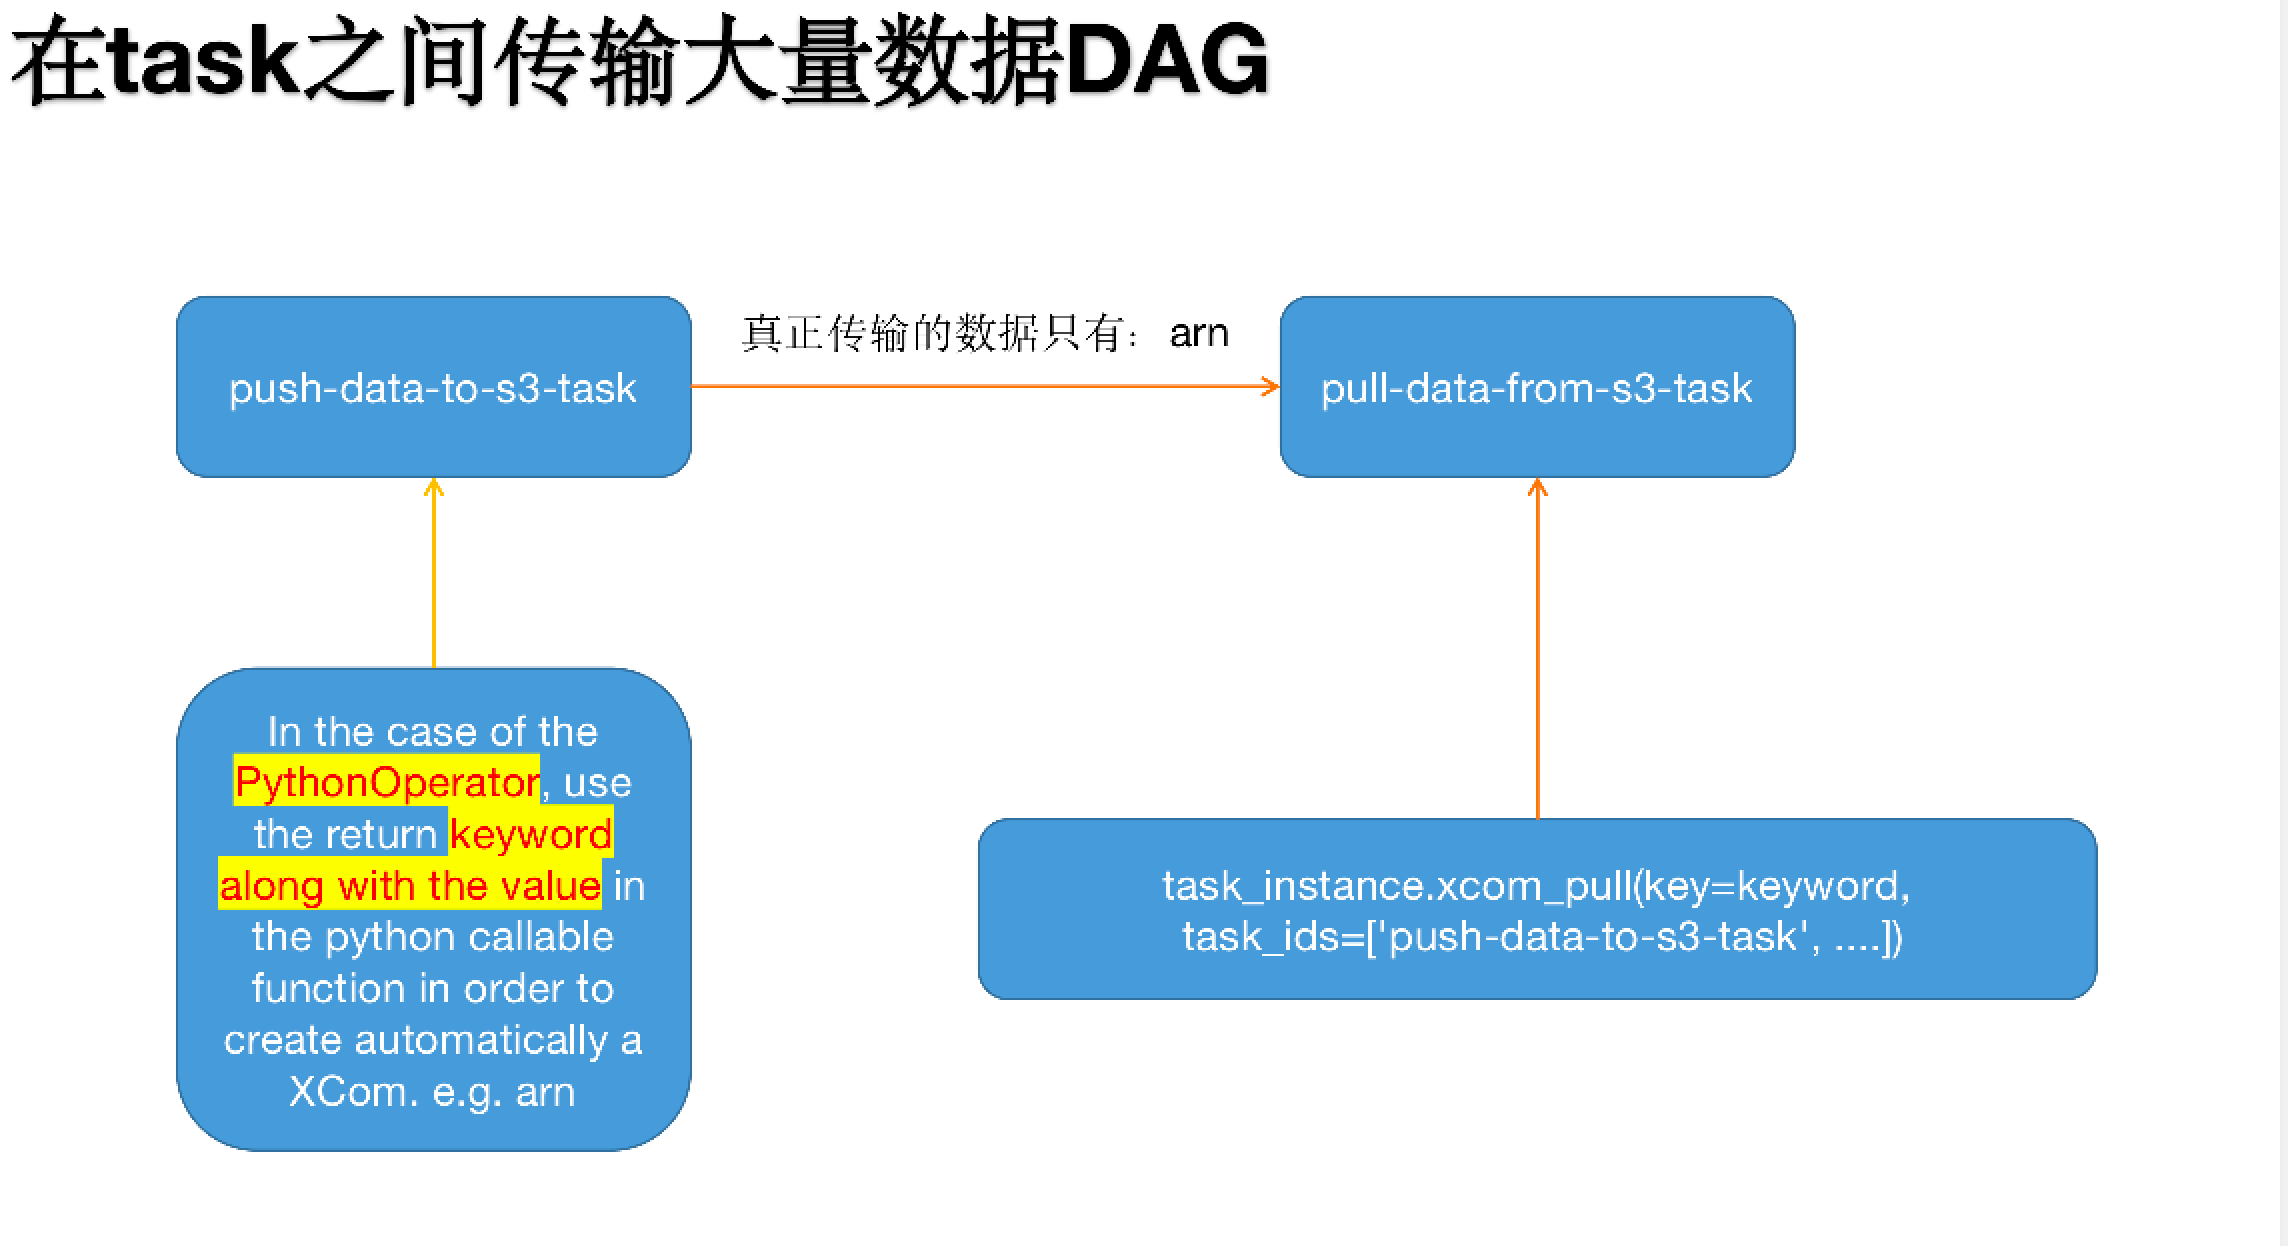 在task之间传输大量数据DAG
push-data-to-s3-task
真正传输的数据只有：arn
pull-data-from-s3-task
In the case of the
PythonOperator, use
the return keyword
along with the value in
the python callable
function in order to
create automatically a
XCom. e.g. arn
task_instance.xcom_pull(key=keyword,
task_ids=['push-data-to-s3-task', ....])